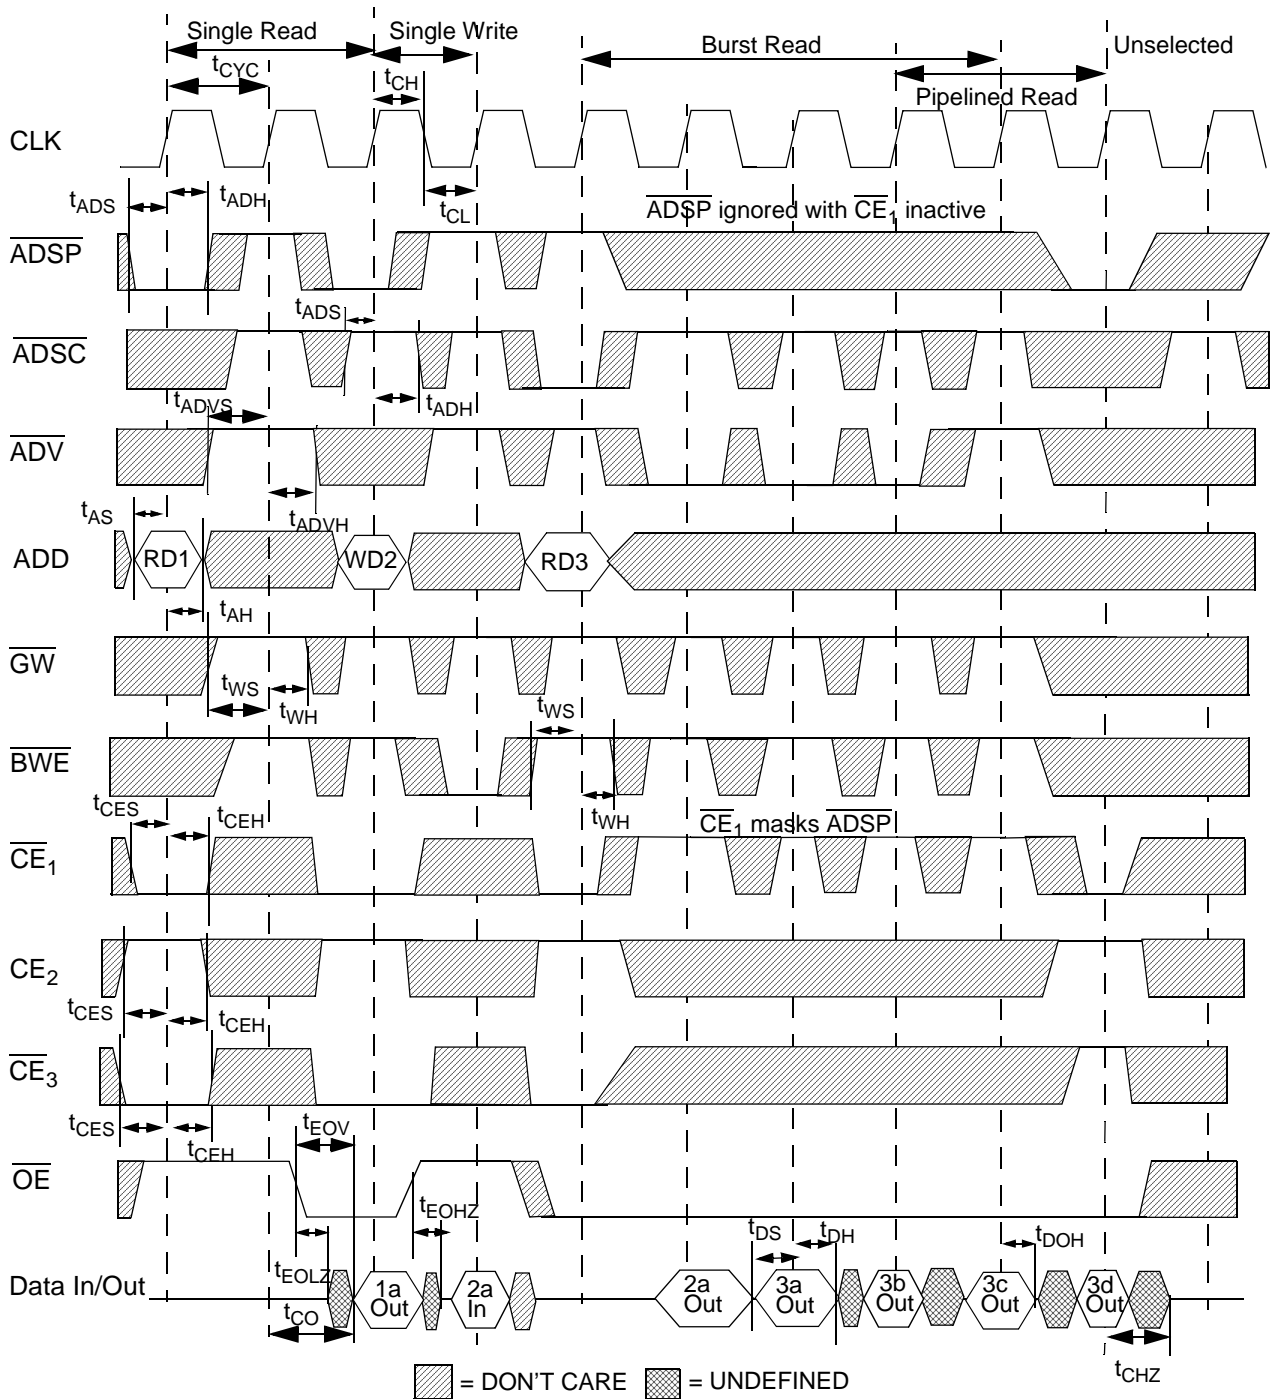 Single Read
Single Write
Burst Read
Unselected
tCYC
tCH
Pipelined Read
CLK
tADS
tADH
tCL
ADSP ignored with CE1 inactive
ADSP
tADS
ADSC
tADVS
tADH
ADV
tAS
tADVH
ADD
RD1
WD2
RD3
tAH
GW
tWS
tWH
tWS
BWE
tCES
tCEH
tWH
CE1 masks ADSP
CE1
CE2
tCES
tCEH
CE3
tCES
tCEH
tEOV
OE
tEOHZ
tDS
tDH
tDOH
tEOLZ
Data In/Out
1a
Out
2a
In
2a
Out
3a
Out
3b
Out
3c
Out
3d
Out
tCO
tCHZ
= DON'T CARE
= UNDEFINED